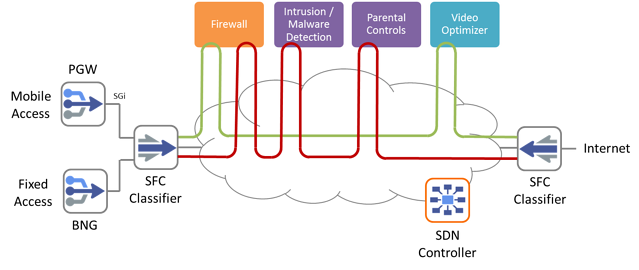 Firewall
Intrusion /
Malware
Detection
Parental
Controls
Video
Optimizer
PGW
SGi
Mobile
Access
Fixed
Access
BNG
SFC
Classifier
SFC
Classifier
Internet
SDN
Controller